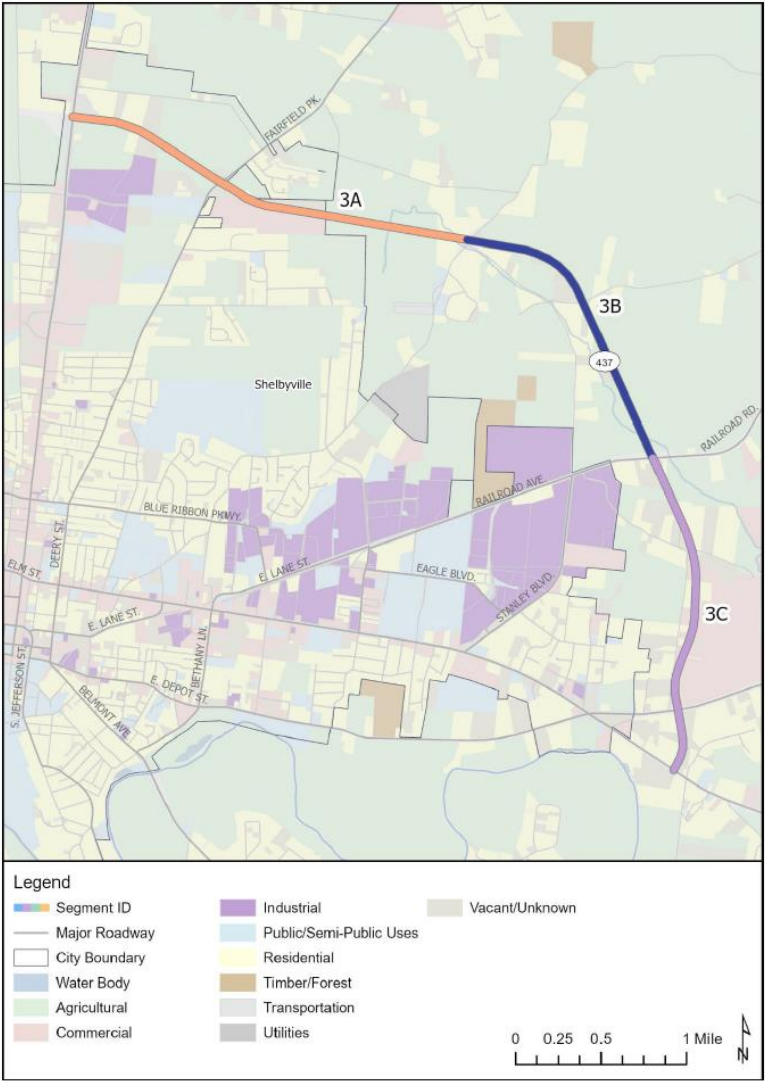 FAIRFIELD PK.
3A
3B
437
Shelbyville
RAILROAD RD.
RAILROAD AVE.
BLUE RIBBON PKWY.
DEERY ST.
ELM ST.
E. LANE ST.
EAGLE BLVD.
STANLEY BLVD.
E. LANE ST.
3C
BETHANY LN.
S. JEFFERSON ST.
E. DEPOT ST.
BELMONT AVE.
Legend
Segment ID
Major Roadway
City Boundary
Water Body
Agricultural
Commercial
Industrial
Public/Semi-Public Uses
Residential
Timber/Forest
Transportation
Utilities
Vacant/Unknown
0 0.25 0.5 1 Mile
N